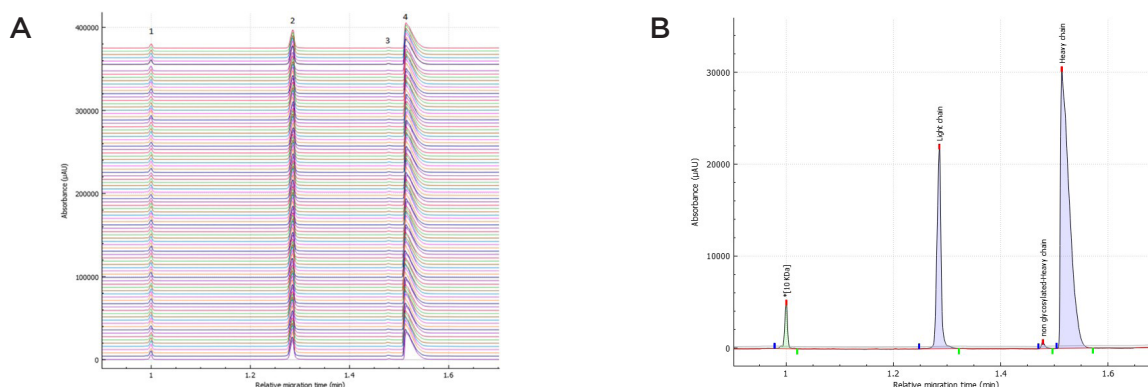 A
400000
300000
200000
100000
0
Absorbance (µAU)
1
2
3
4
1
1.2
1.4
1.6
Relative migration time (min)
B
30000
20000
10000
0
Absorbance (µAU)
*[10 KDa]
Light chain
non glycosylated-Heavy chain
Heavy chain
1
1.2
1.4
1.6
Relative migration time (min)